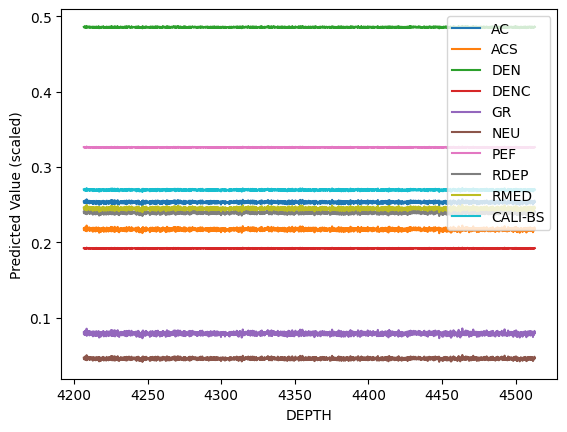 0.5
0.4
0.3
0.2
0.1
Predicted Value (scaled)
AC
ACS
DEN
DENC
GR
NEU
PEF
RDEP
RMED
CALI-BS
4200 4250 4300 4350 4400 4450 4500
DEPTH